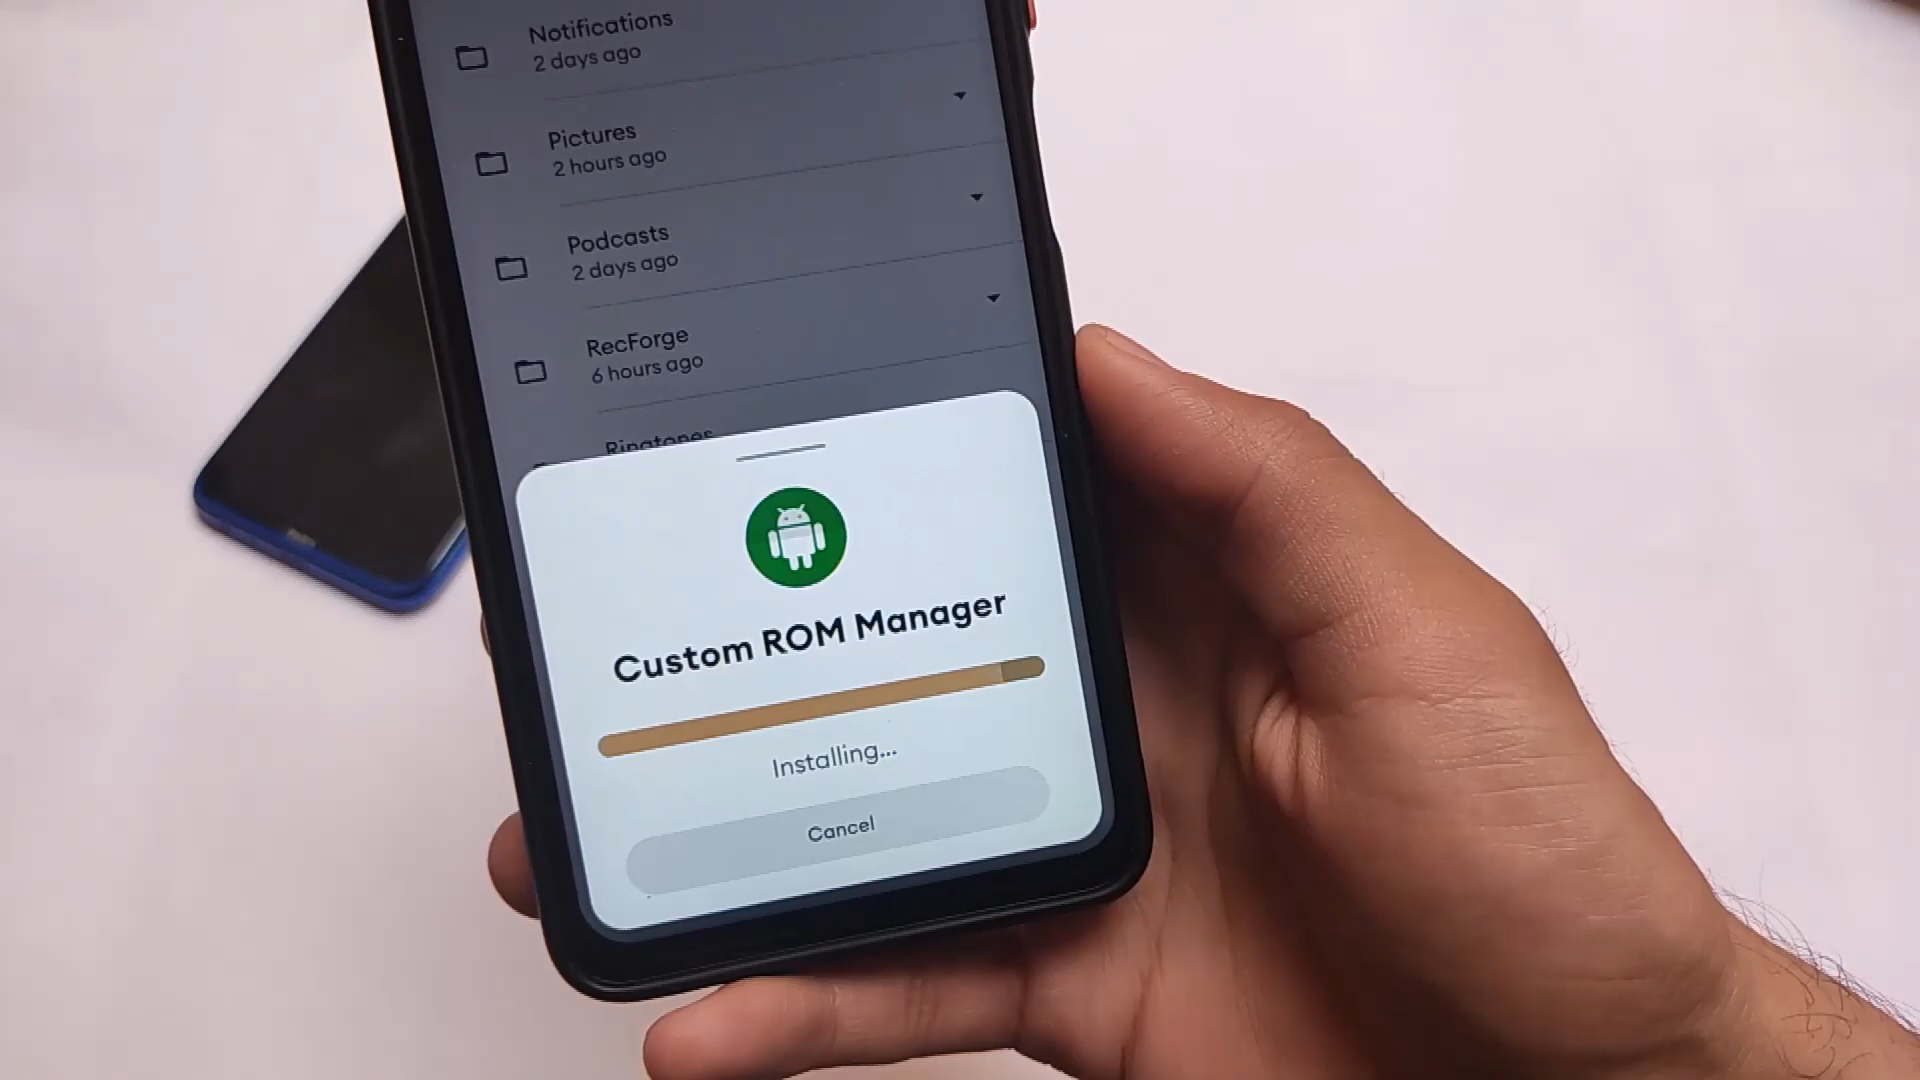 Notifications
2 days ago
Pictures
2 hours ago
Podcasts
2 days ago
RecForge
6 hours ago
Ringtones
Custom ROM Manager
Installing...
Cancel